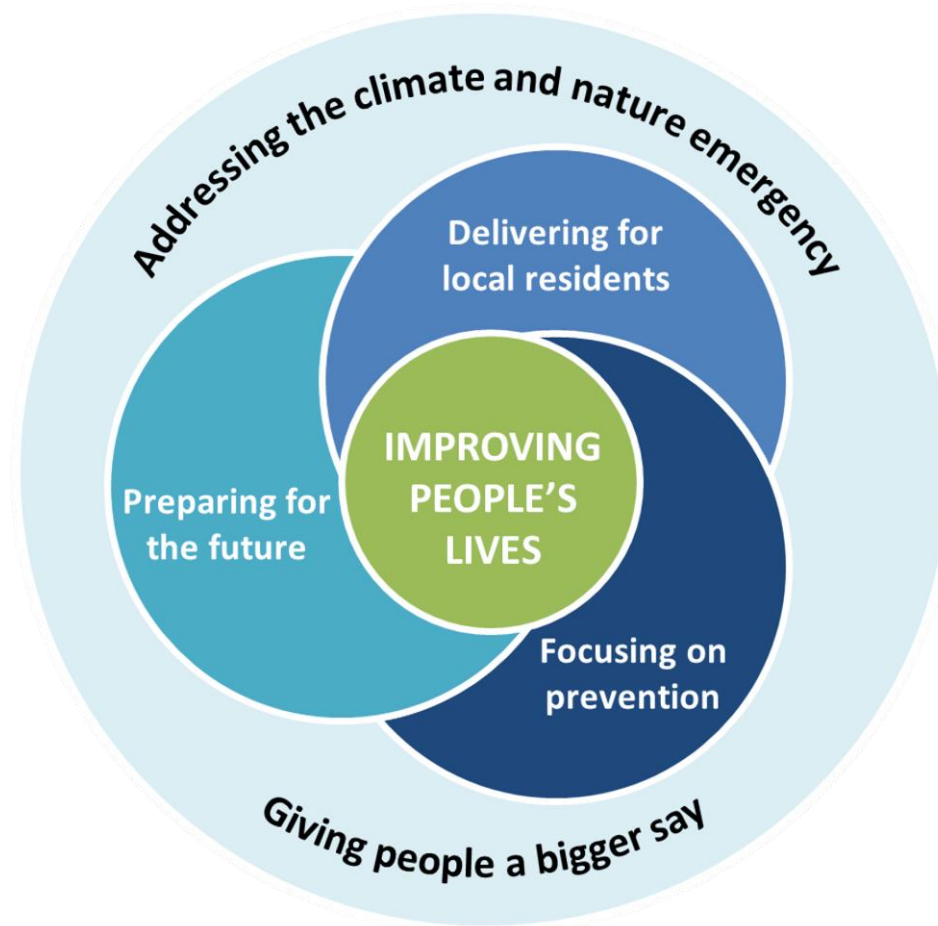 Addressing the climate and nature emergency
Delivering for
local residents
IMPROVING
PEOPLE’S
LIVES
Preparing for
the future
Focusing on
prevention
Giving people a bigger say